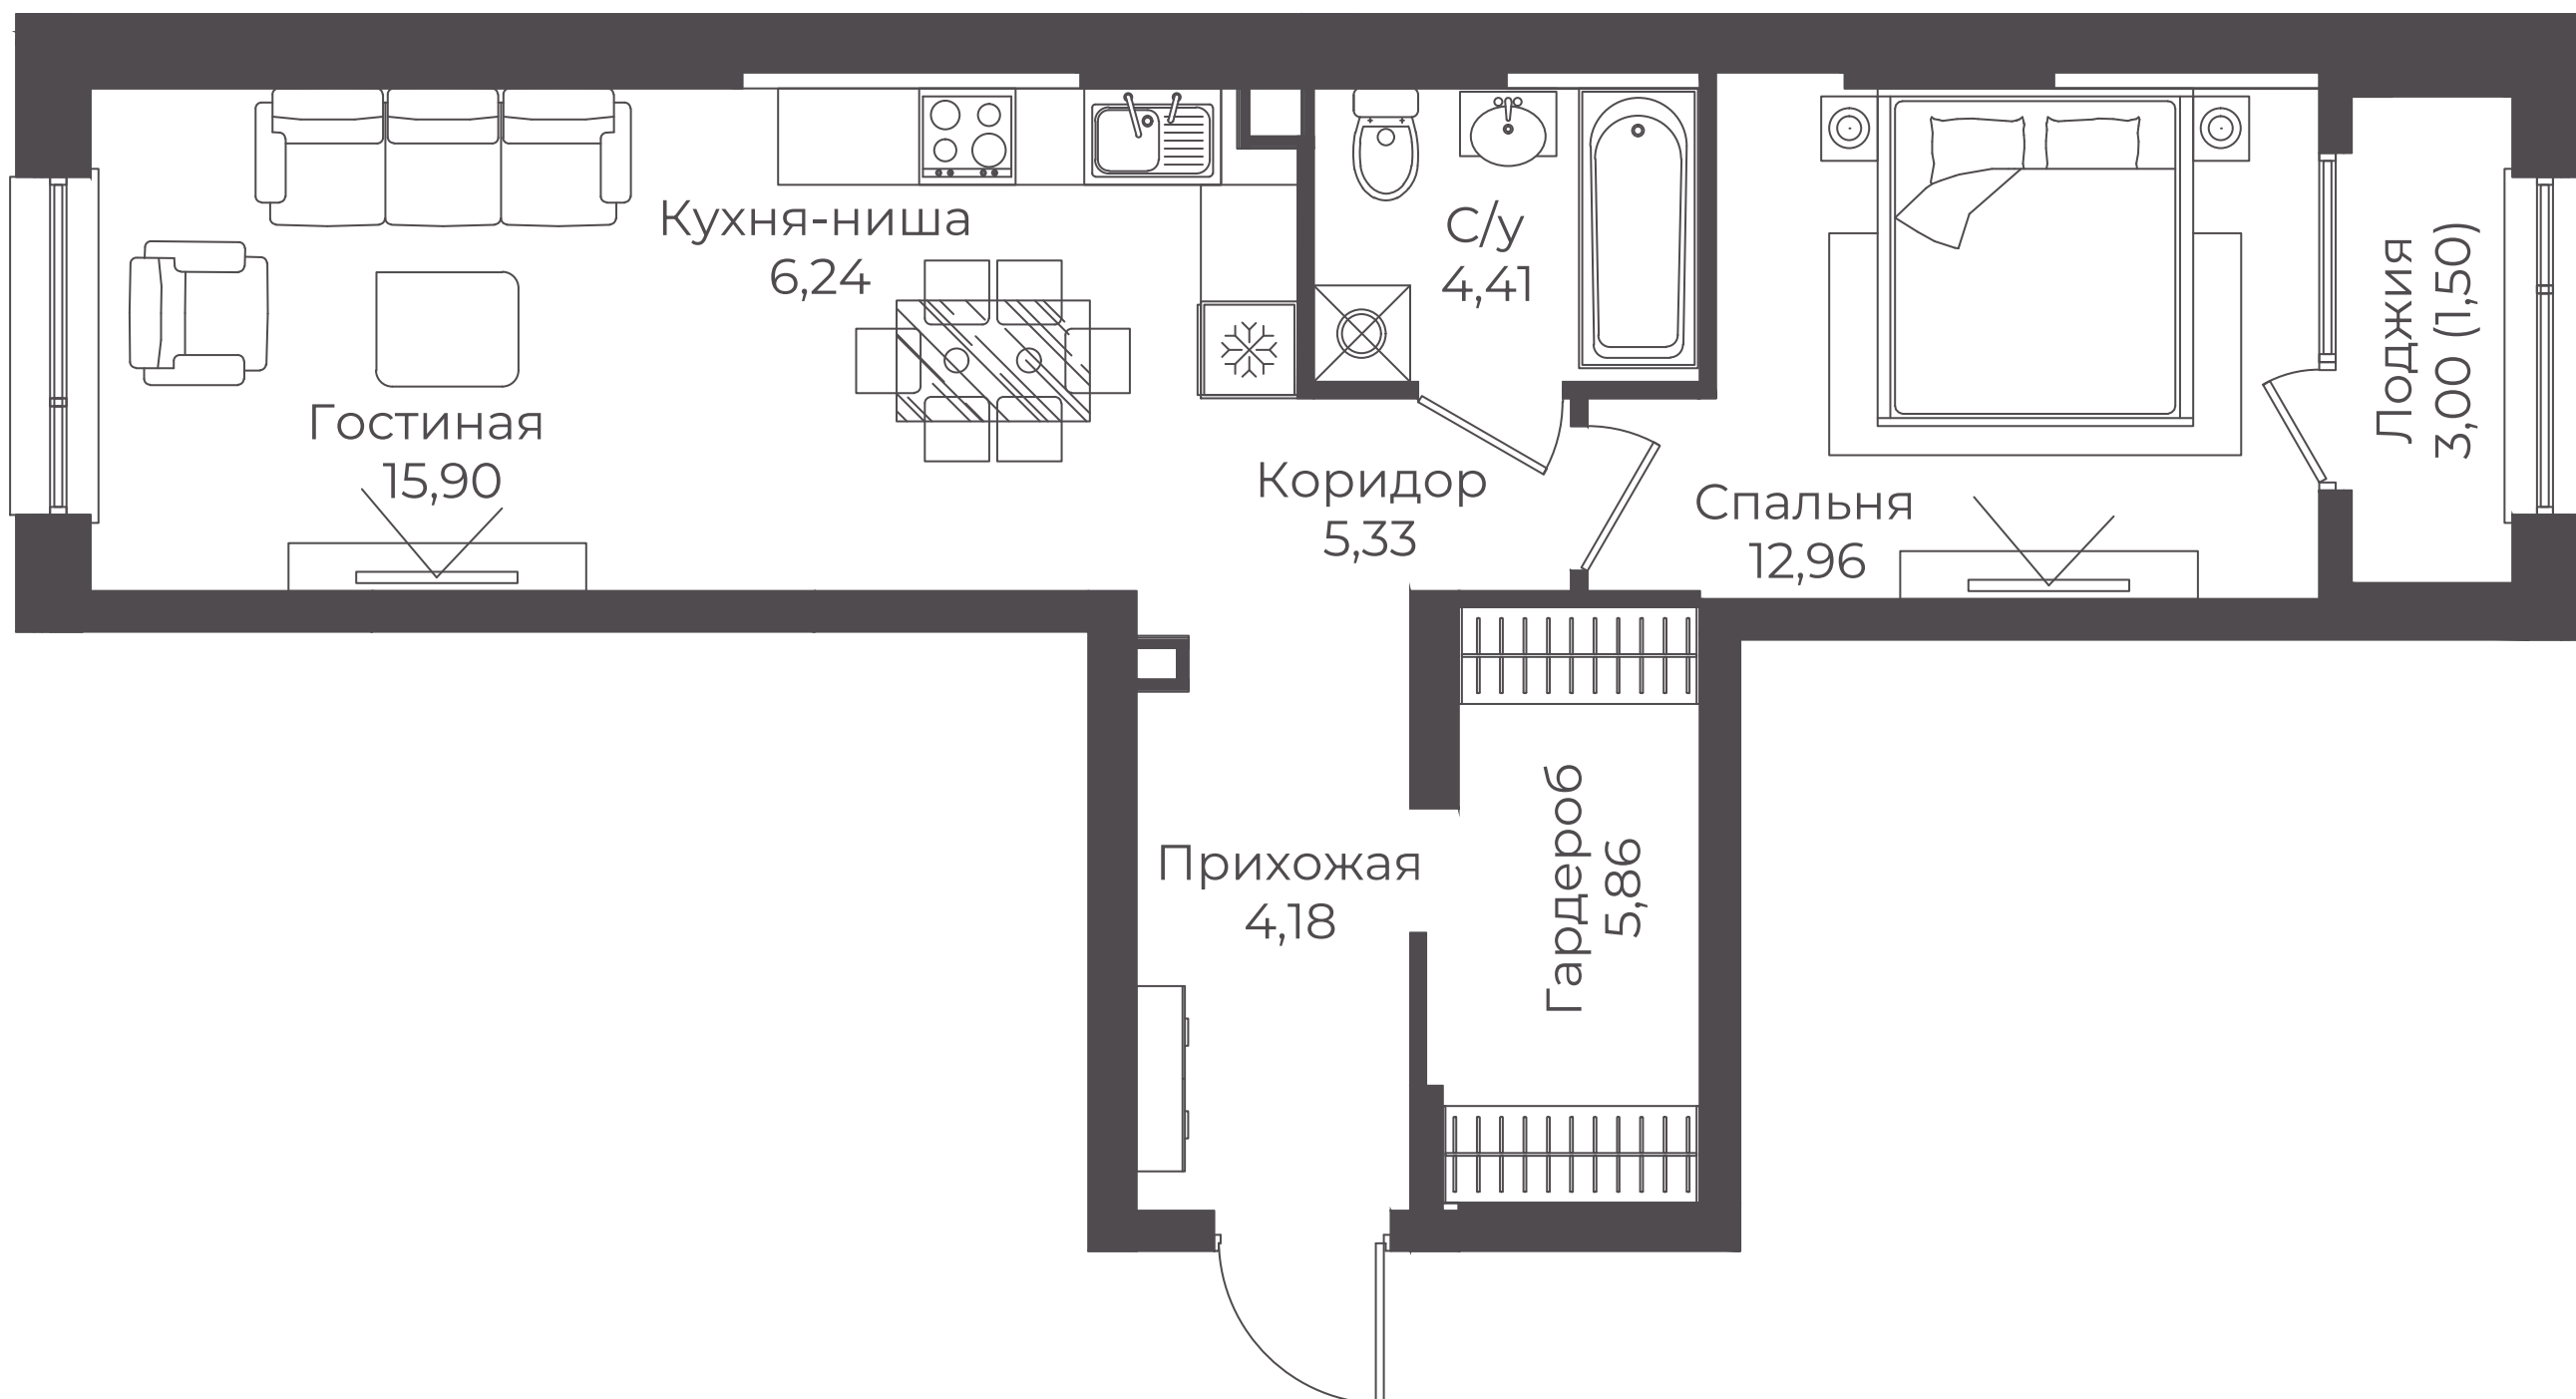 Кухня-ниша
6,24
С/у
4,41
Лоджия
3,00 (1,50)
Гостиная
15,90
Коридор
5,33
Спальня
12,96
Прихожая
4,18
Гардероб
5,86